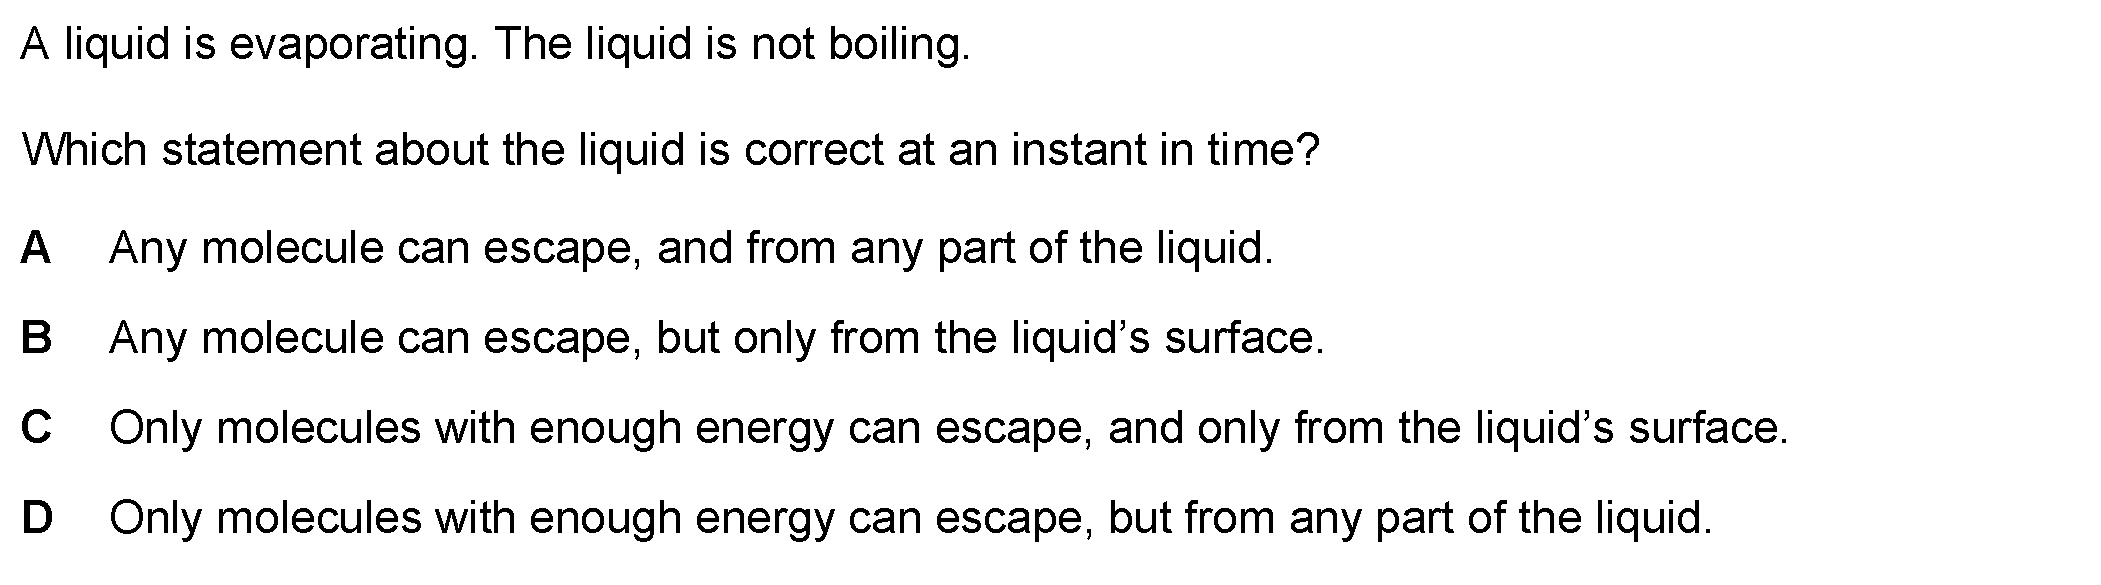 A liquid is evaporating. The liquid is not boiling.
Which statement about the liquid is correct at an instant in time?
A Any molecule can escape, and from any part of the liquid.
B Any molecule can escape, but only from the liquid’s surface.
C Only molecules with enough energy can escape, and only from the liquid’s surface.
D Only molecules with enough energy can escape, but from any part of the liquid.